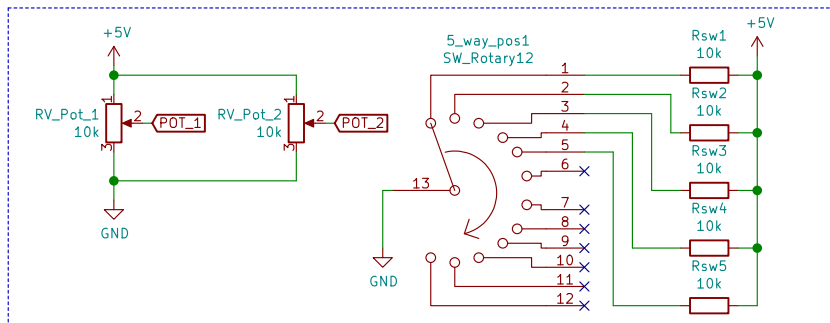 +5V
RV_Pot_1
10k
1
2
3
POT_1
RV_Pot_2
10k
1
2
3
POT_2
GND
5_way_pos1
SW_Rotary12
1
2
3
4
5
6
7
8
9
10
11
12
13
GND
+5V
Rsw1
10k
Rsw2
10k
Rsw3
10k
Rsw4
10k
Rsw5
10k